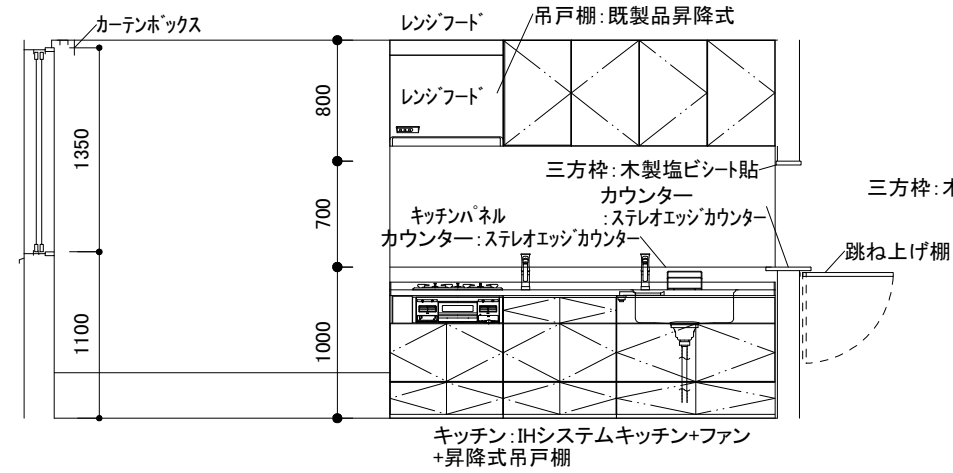 カーテンボックス
レンジフード
吊戸棚:既製品昇降式
レンジフード
800
1350
三方枠:木製塩ビシート貼
カウンター
:ステレオエッジカウンター
三方枠:木
700
キッチンパネル
カウンター:ステレオエッジカウンター
跳ね上げ棚
1100
1000
キッチン:IHシステムキッチン+ファン
+昇降式吊戸棚